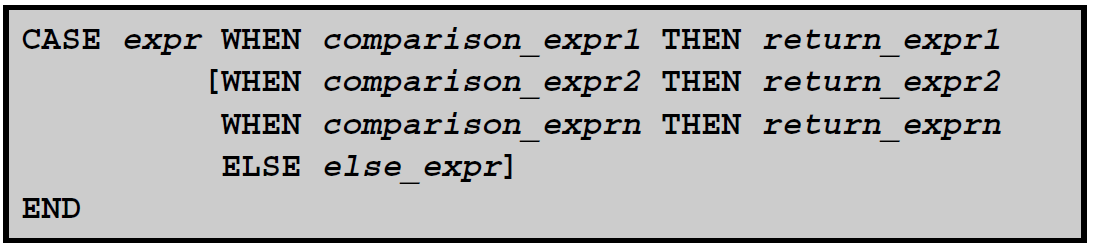 CASE expr WHEN comparison_expr1 THEN return_expr1
[WHEN comparison_expr2 THEN return_expr2
WHEN comparison_exprn THEN return_exprn
ELSE else_expr]
END